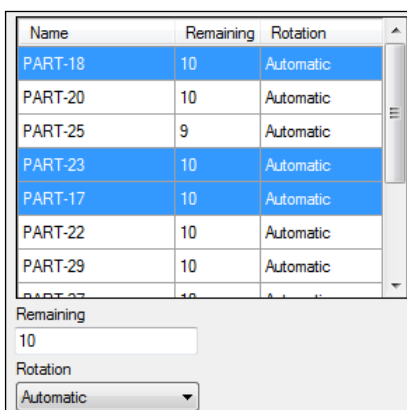 Name Remaining Rotation
PART-18 10 Automatic
PART-20 10 Automatic
PART-25 9 Automatic
PART-23 10 Automatic
PART-17 10 Automatic
PART-22 10 Automatic
PART-29 10 Automatic
Remaining
10
Rotation
Automatic